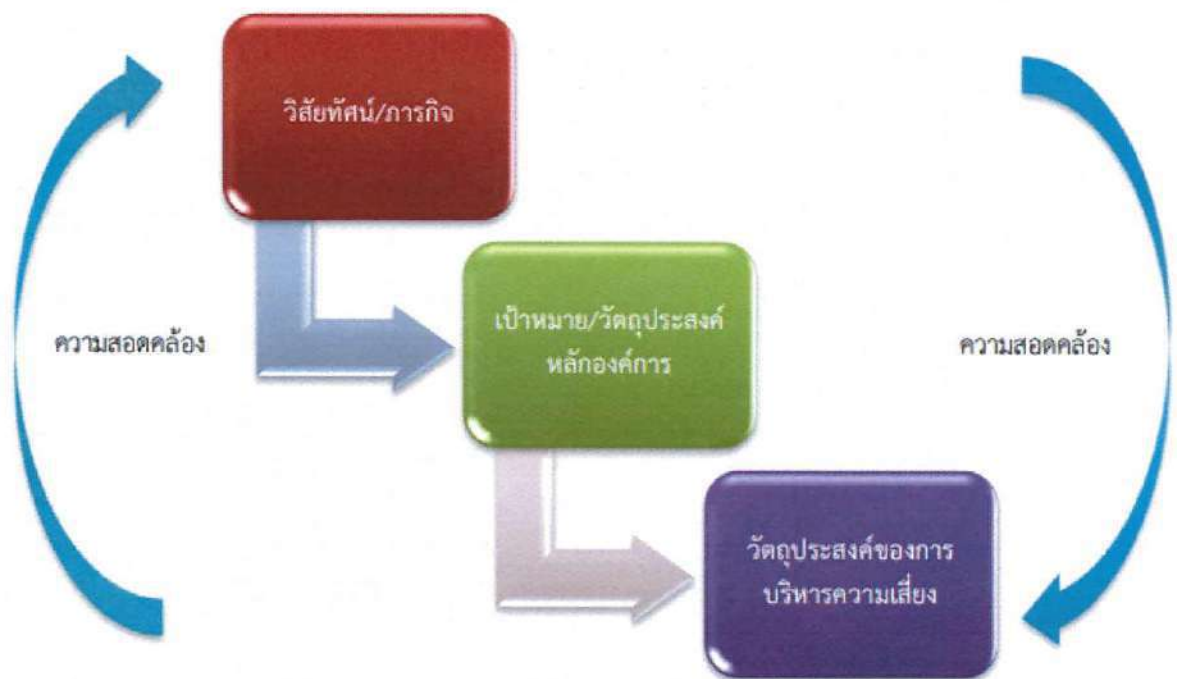 วิสัยทัศน์/ภารกิจ
เป้าหมาย/วัตถุประสงค์
หลักองค์การ
ความสอดคล้อง
ความสอดคล้อง
วัตถุประสงค์ของการ
บริหารความเสี่ยง